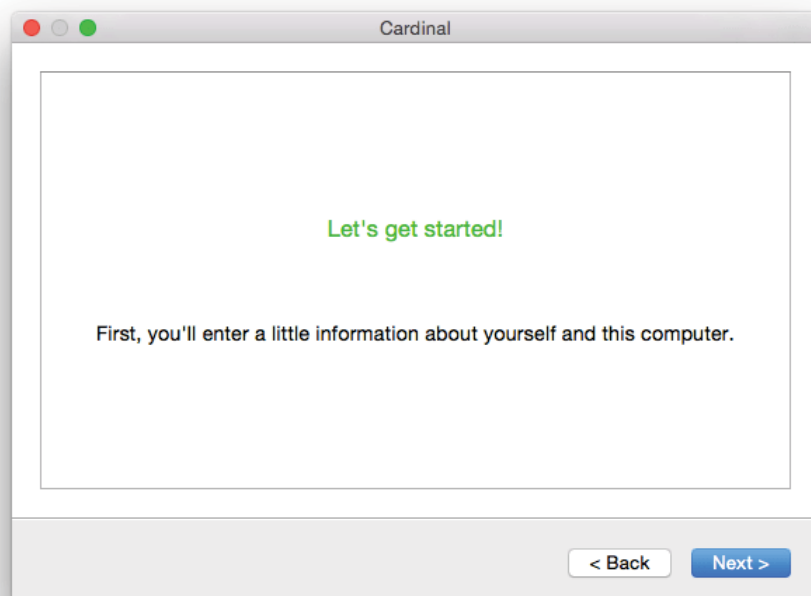 Cardinal
Let's get started!
First, you'll enter a little information about yourself and this computer.
< Back
Next >